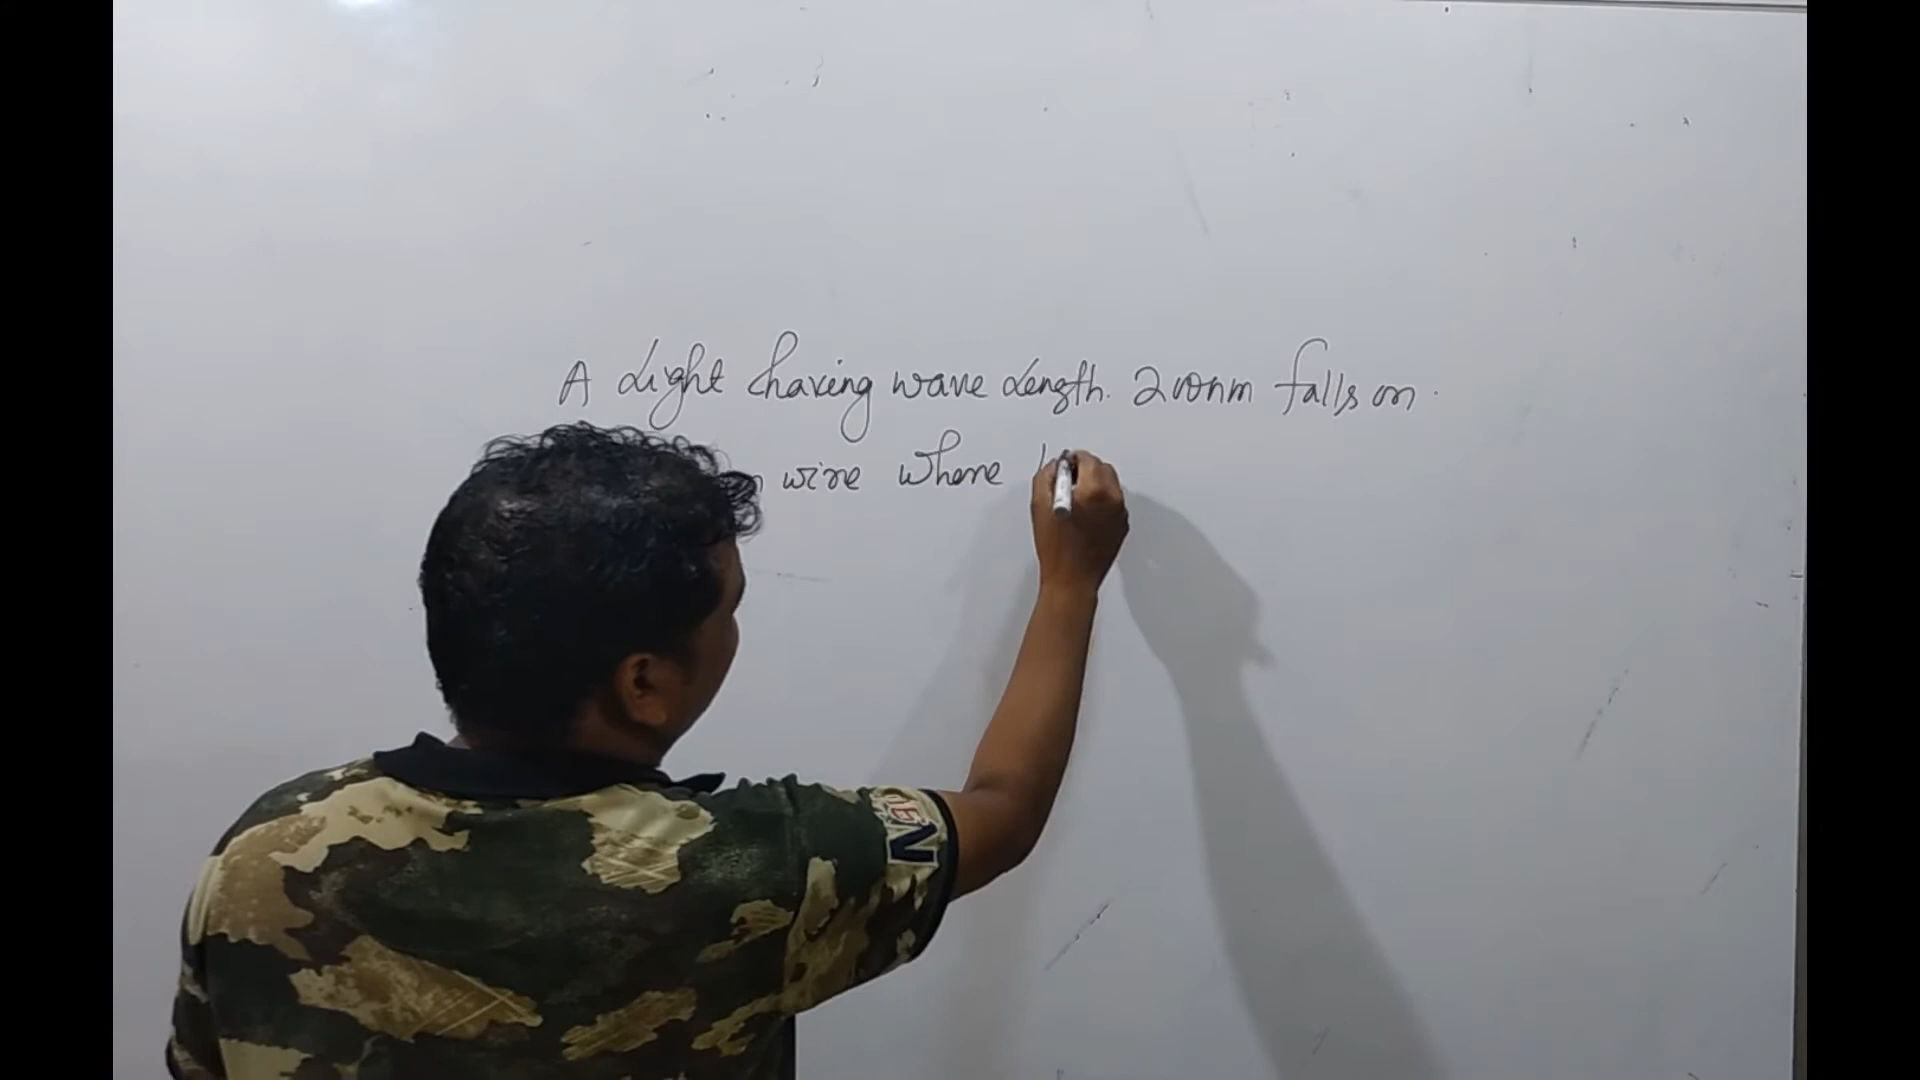 A Light having wave Length. 200nm falls on.
wire where